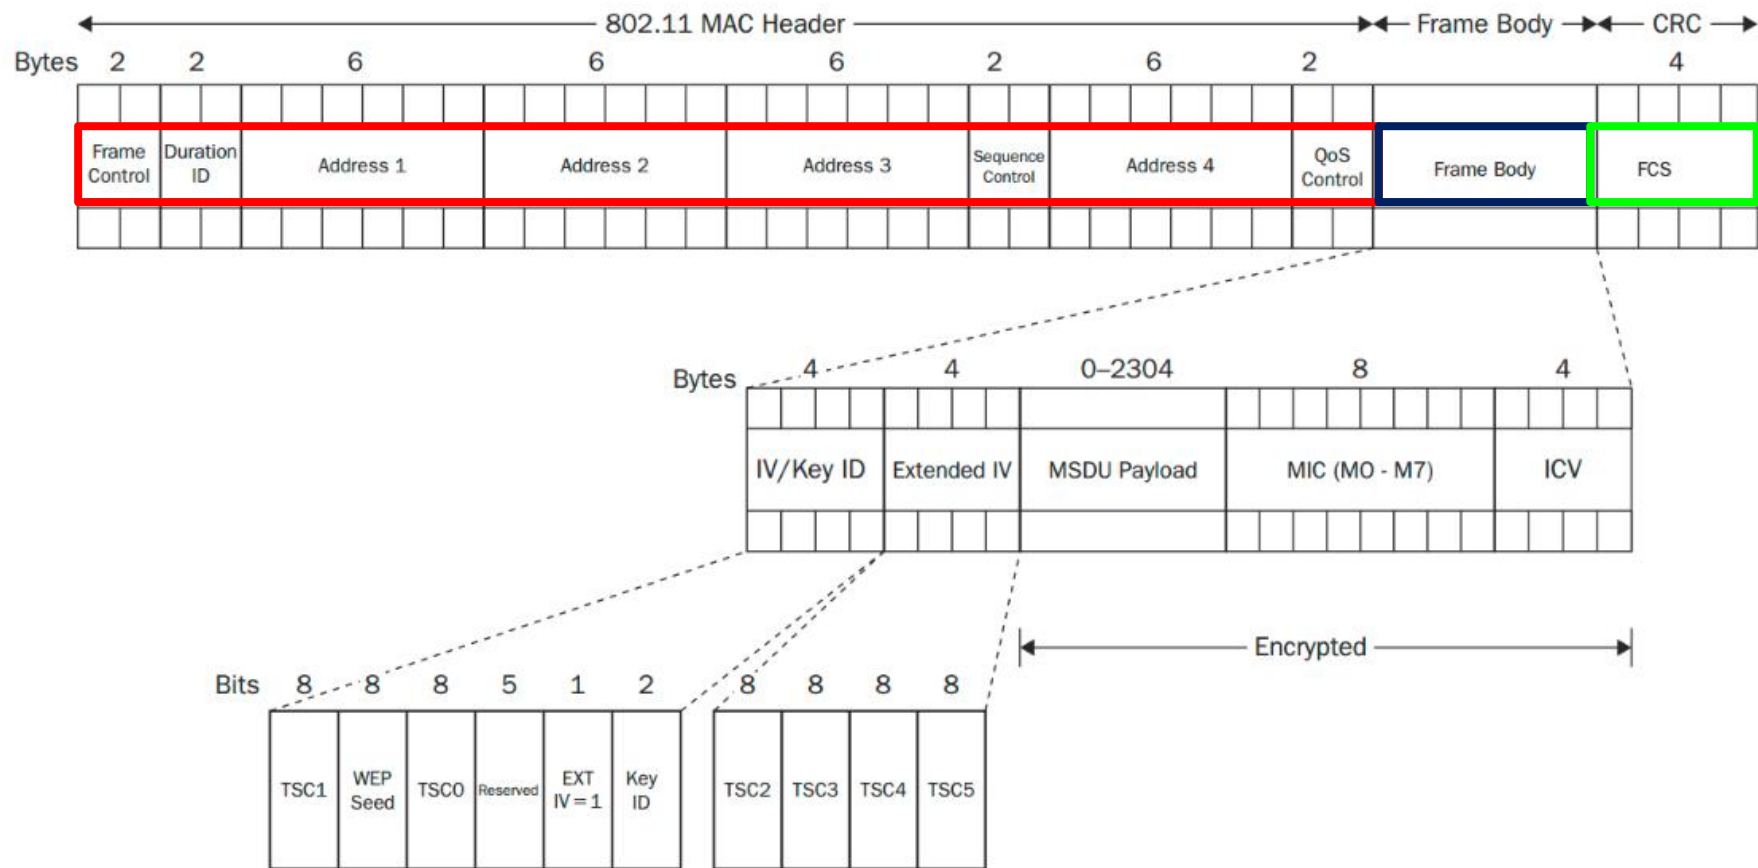 802.11 MAC Header Frame Body CRC
Bytes 2 2 6 6 6 2 6 2 4
Frame Control Duration ID Address 1 Address 2 Address 3 Sequence Control Address 4 QoS Control Frame Body FCS
Bytes 4 4 0–2304 8 4
IV/Key ID Extended IV MSDU Payload MIC (M0 - M7) ICV
Encrypted
Bits 8 8 8 5 1 2 8 8 8 8
TSC1 WEP Seed TSC0 Reserved EXT IV = 1 Key ID TSC2 TSC3 TSC4 TSC5